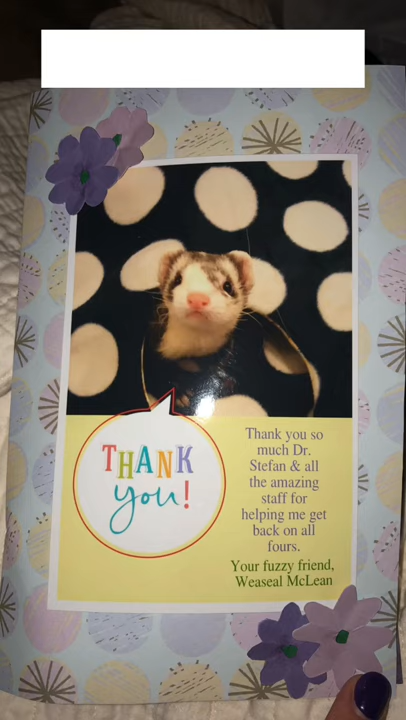 THANK
you!
Thank you so
much Dr.
Stefan & all
the amazing
staff for
helping me get
back on all
fours.
Your fuzzy friend,
Weaseal McLean